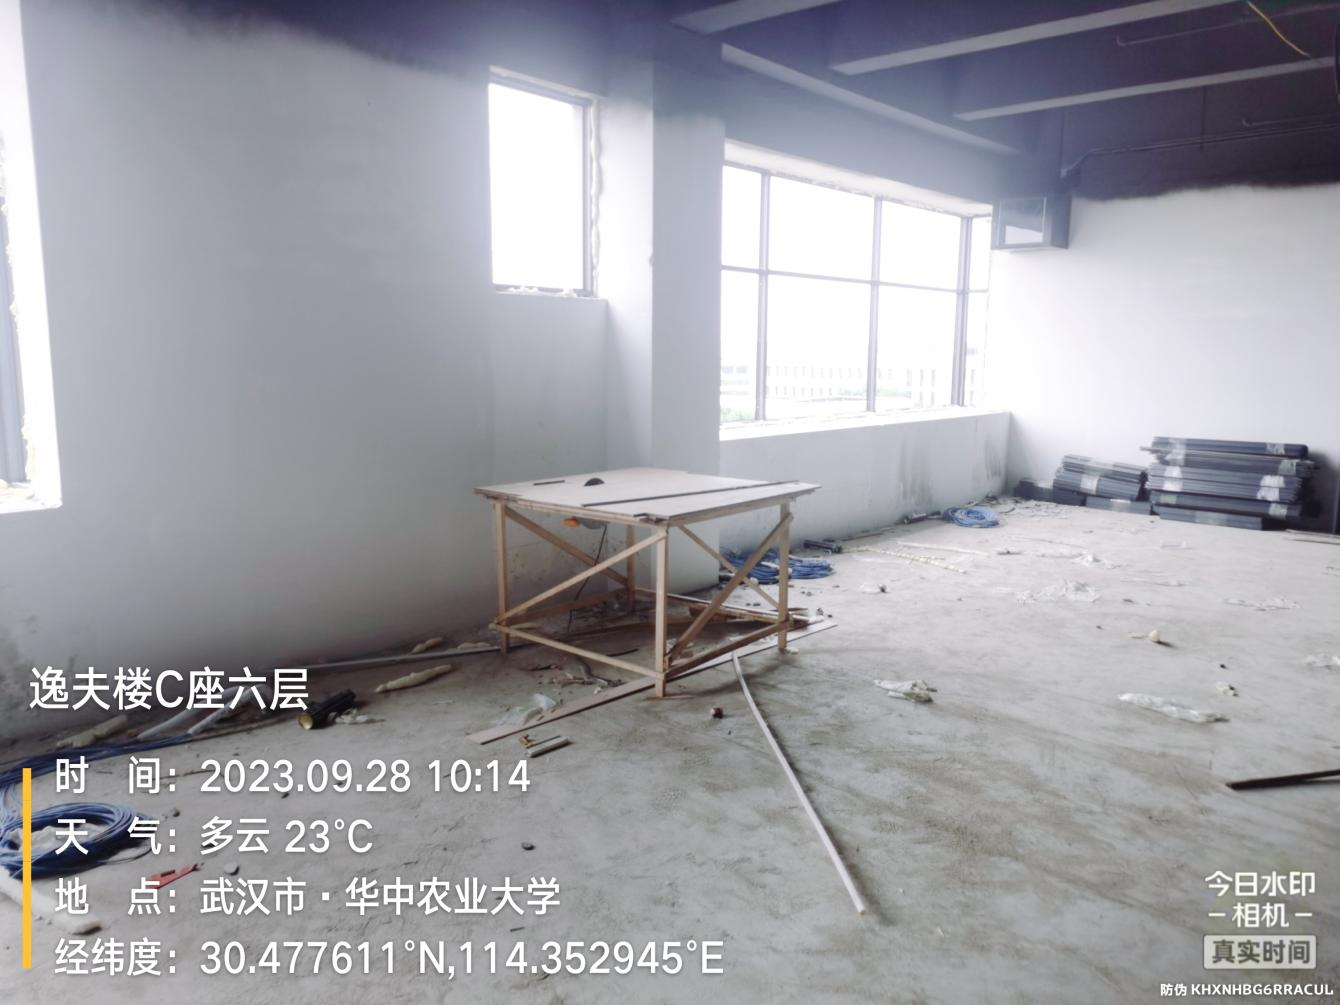 逸夫楼C座六层
时 间：2023.09.28 10:14
天 气：多云 23℃
地 点：武汉市·华中农业大学
经纬度：30.477611°N,114.352945°E
今日水印
-相机-
真实时间
防伪 KHXNHBG6RRACUL